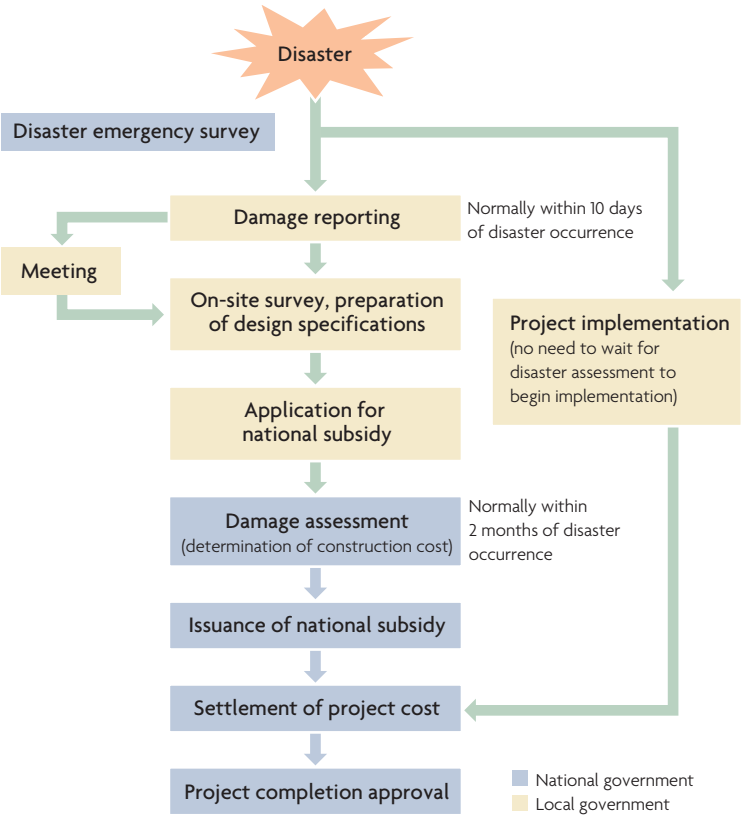 Disaster
Disaster emergency survey
Damage reporting
Normally within 10 days
of disaster occurrence
Meeting
On-site survey, preparation
of design specifications
Project implementation
(no need to wait for
disaster assessment to
begin implementation)
Application for
national subsidy
Damage assessment
(determination of construction cost)
Normally within
2 months of disaster
occurrence
Issuance of national subsidy
Settlement of project cost
Project completion approval
National government
Local government